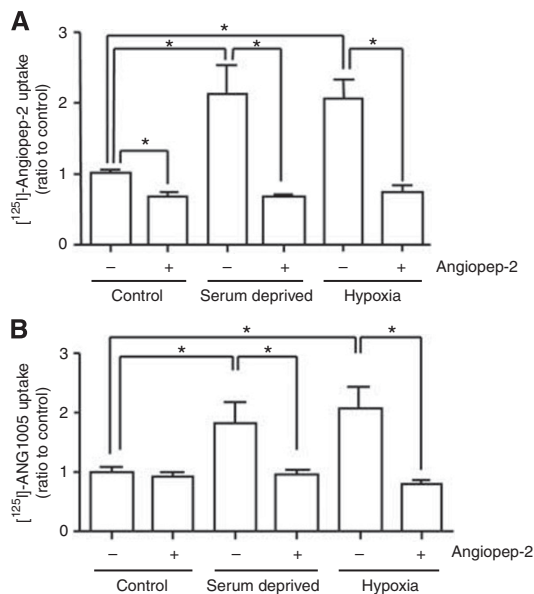 A
[¹²⁵I]-Angiopep-2 uptake
(ratio to control)
3
2
1
0
* * * * *
− + − + − + Angiopep-2
Control Serum deprived Hypoxia
B
[¹²⁵I]-ANG1005 uptake
(ratio to control)
3
2
1
0
* * * *
− + − + − + Angiopep-2
Control Serum deprived Hypoxia